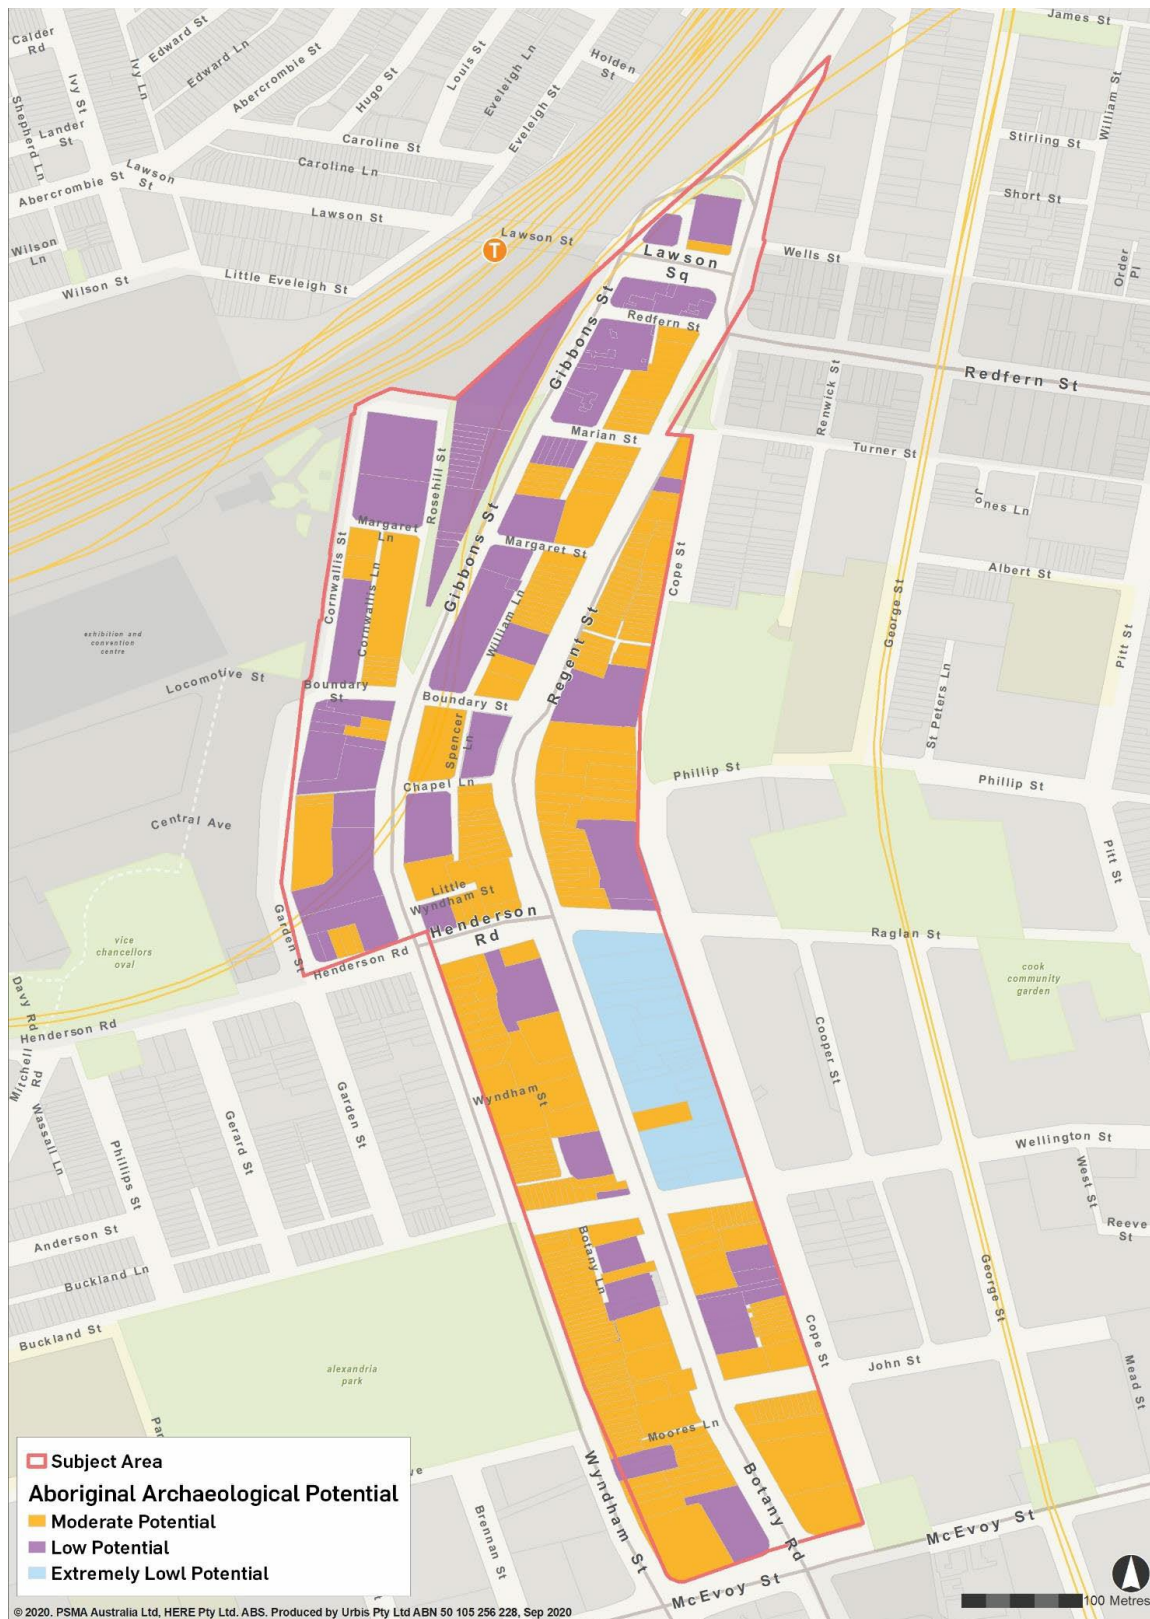 James St
Calder
Rd
Edward St
Edward Ln
Ivy Ln
Ivy St
Abercrombie St
Hugo St
Louis St
Eveleigh Ln
Holden
St
Eveleigh St
William St
Shepherd Ln
Lander
St
Caroline St
Caroline Ln
Stirling St
Abercrombie St
Lawson
St
Lawson St
Short St
Wilson
Ln
Wilson St
Little Eveleigh St
T
Lawson St
Lawson
Sq
Wells St
Order
Pl
Gibbons St
Redfern St
Redfern St
Renwick St
Marian St
Turner St
Rosehill St
Jones Ln
Margaret
Ln
Cornwallis St
Cornwallis Ln
Gibbons St
Margaret St
Cope St
Albert St
George St
William Ln
Regent St
exhibition and
convention
centre
Pitt St
Locomotive St
Boundary
St
Boundary St
St Peters Ln
Spencer
Ln
Chapel Ln
Phillip St
Phillip St
Central Ave
Pitt St
Little
Wyndham St
Henderson
Rd
Garden St
Henderson Rd
Raglan St
vice
chancellors
oval
cook
community
garden
Davy Rd
Henderson Rd
Mitchell
Rd
Cooper St
Wassall Ln
Phillips St
Gerard St
Garden St
Wyndham
St
Wellington St
West St
Reeve
St
Anderson St
Buckland Ln
Buckland St
Botany Ln
George St
Cope St
John St
Mead St
alexandria
park
Par
ve
Moores Ln
Wyndham St
Botany Rd
Brennan St
McEvoy St
McEvoy St
Subject Area
Aboriginal Archaeological Potential
Moderate Potential
Low Potential
Extremely Lowl Potential
100 Metres
© 2020. PSMA Australia Ltd, HERE Pty Ltd. ABS. Produced by Urbis Pty Ltd ABN 50 105 256 228, Sep 2020